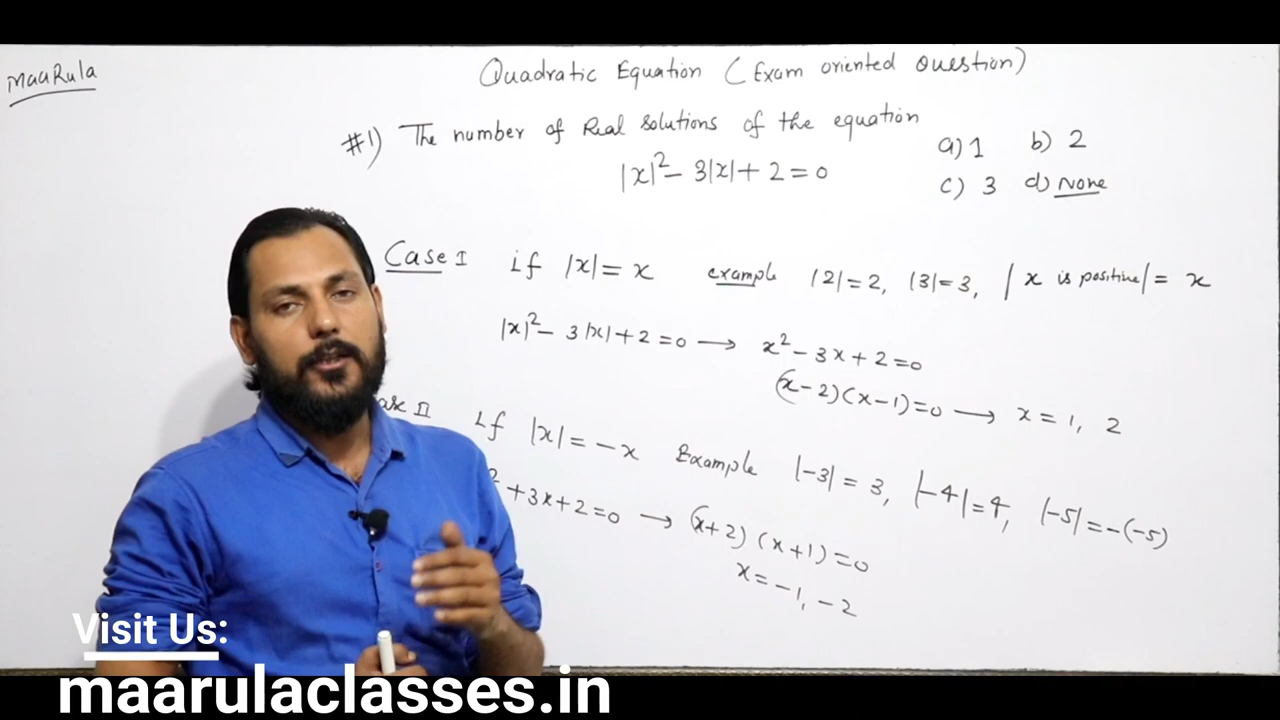 MaaRula
Quadratic Equation (Exam oriented Question)
#1) The number of Real solutions of the equation
|x|²- 3|x|+ 2 = 0
a) 1 b) 2
c) 3 d) None
Case I if |x|= x example |2|=2, |3|=3, | x is positive|= x
|x|²- 3|x|+2=0 → x²-3x+2=0
(x-2)(x-1)=0 → x = 1, 2
ase II If |x|= -x Example |-3|=3, |-4|=4, |-5|=-(-5)
² +3x+2=0 → (x+2)(x+1)=0
x=-1,-2
Visit Us:
maarulaclasses.in